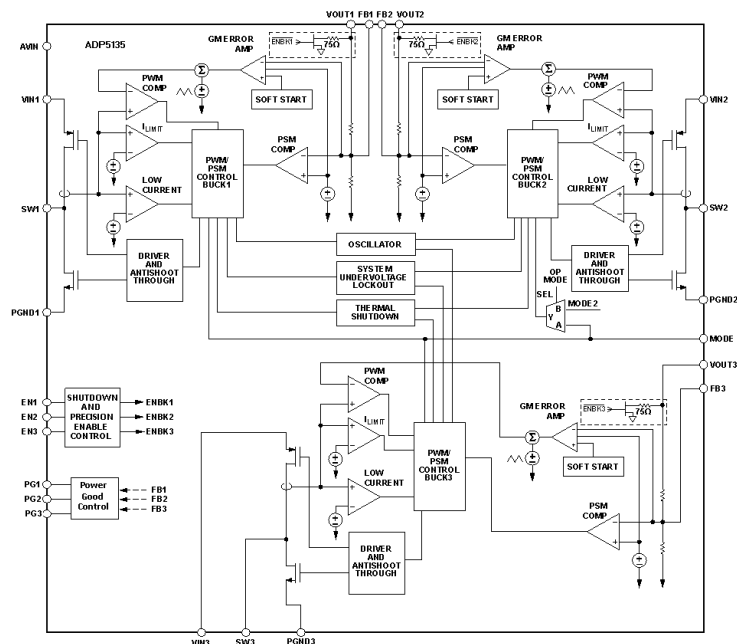 VOUT1 FB1 FB2 VOUT2
AVIN
ADP5135
GM ERROR
AMP
ENBK1
75Ω
ENBK2
75Ω
GM ERROR
AMP
VIN1
PWM
COMP
Σ
SOFT START
SOFT START
Σ
PWM
COMP
VIN2
ILIMIT
PWM/
PSM
CONTROL
BUCK1
PSM
COMP
PSM
COMP
PWM/
PSM
CONTROL
BUCK2
ILIMIT
LOW
CURRENT
LOW
CURRENT
SW1
SW2
DRIVER
AND
ANTISHOOT
THROUGH
OSCILLATOR
SYSTEM
UNDERVOLTAGE
LOCKOUT
THERMAL
SHUTDOWN
OP
MODE
SEL
B
Y
A
MODE2
DRIVER
AND
ANTISHOOT
THROUGH
PGND1
PGND2
MODE
VOUT3
FB3
EN1
EN2
EN3
SHUTDOWN
AND
PRECISION
ENABLE
CONTROL
ENBK1
ENBK2
ENBK3
PWM
COMP
ILIMIT
LOW
CURRENT
PWM/
PSM
CONTROL
BUCK3
GM ERROR
AMP
ENBK3
75Ω
Σ
SOFT START
PG1
PG2
PG3
Power
Good
Control
FB1
FB2
FB3
PSM
COMP
DRIVER
AND
ANTISHOOT
THROUGH
VIN3
SW3
PGND3